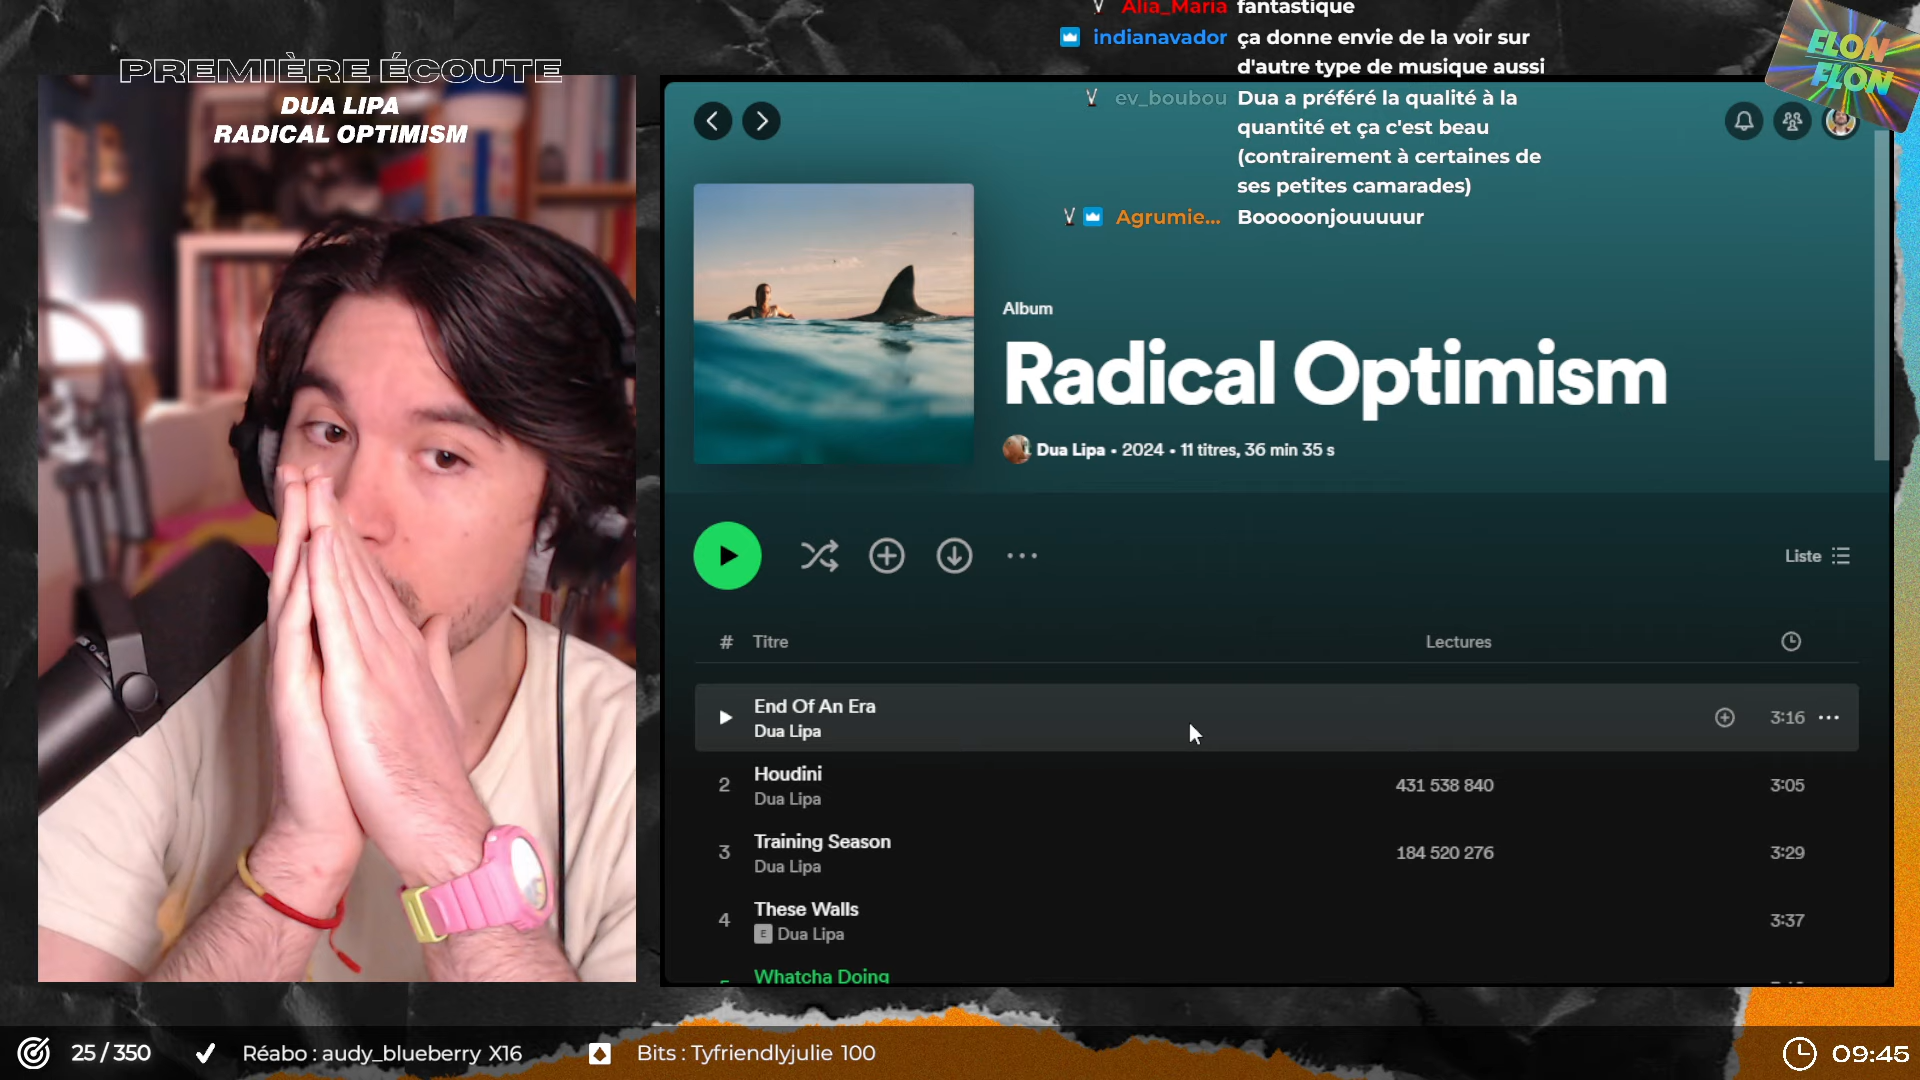 PREMIÈRE ÉCOUTE
DUA LIPA
RADICAL OPTIMISM
Alia_Maria fantastique
indianavador ça donne envie de la voir sur
d'autre type de musique aussi
ev_boubou Dua a préféré la qualité à la
quantité et ça c'est beau
(contrairement à certaines de
ses petites camarades)
Agrumie... Booooonjouuuuur
FLON
FLON
Album
Radical Optimism
Dua Lipa • 2024 • 11 titres, 36 min 35 s
Liste
# Titre Lectures
End Of An Era 3:16
Dua Lipa
2 Houdini 431 538 840 3:05
Dua Lipa
3 Training Season 184 520 276 3:29
Dua Lipa
4 These Walls 3:37
E Dua Lipa
Whatcha Doing
25 / 350 Réabo : audy_blueberry X16 Bits : Tyfriendlyjulie 100 09:45